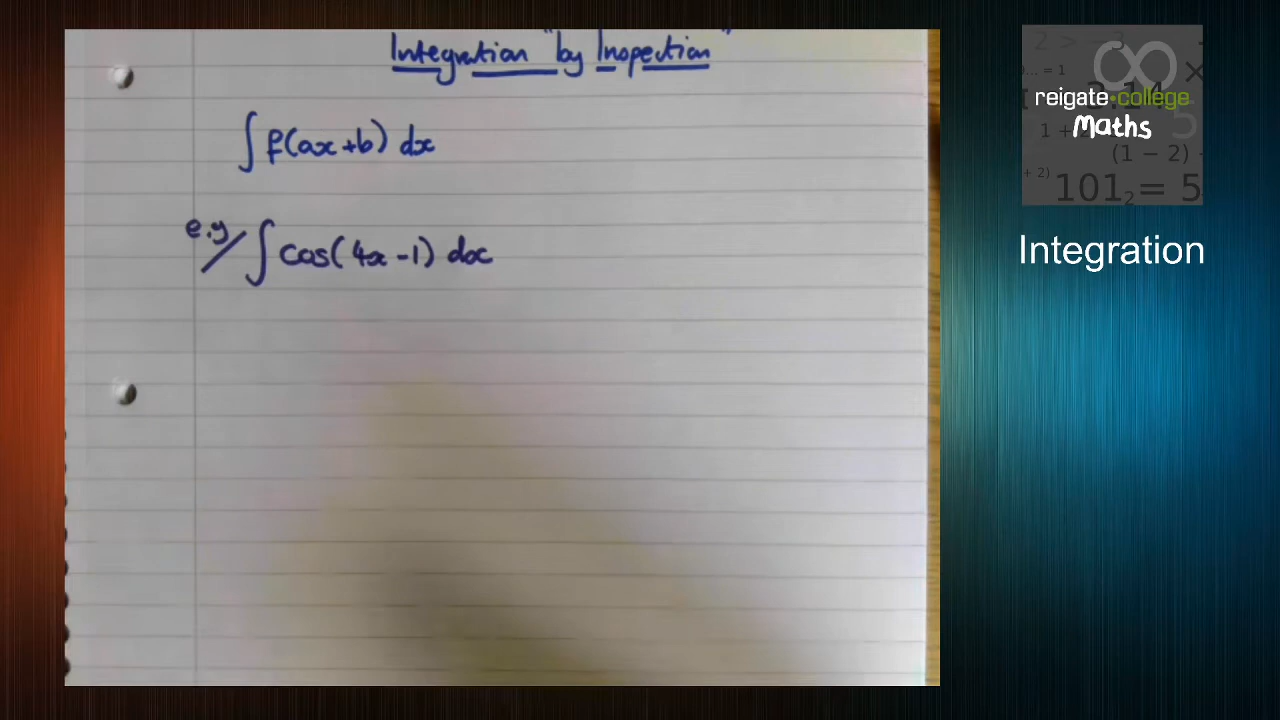 Integration "by Inspection"
∫ f(ax+b) dx
e.g/ ∫ cos(4x-1) dx
reigate·college
Maths
101₂ = 5
(1 − 2)
Integration